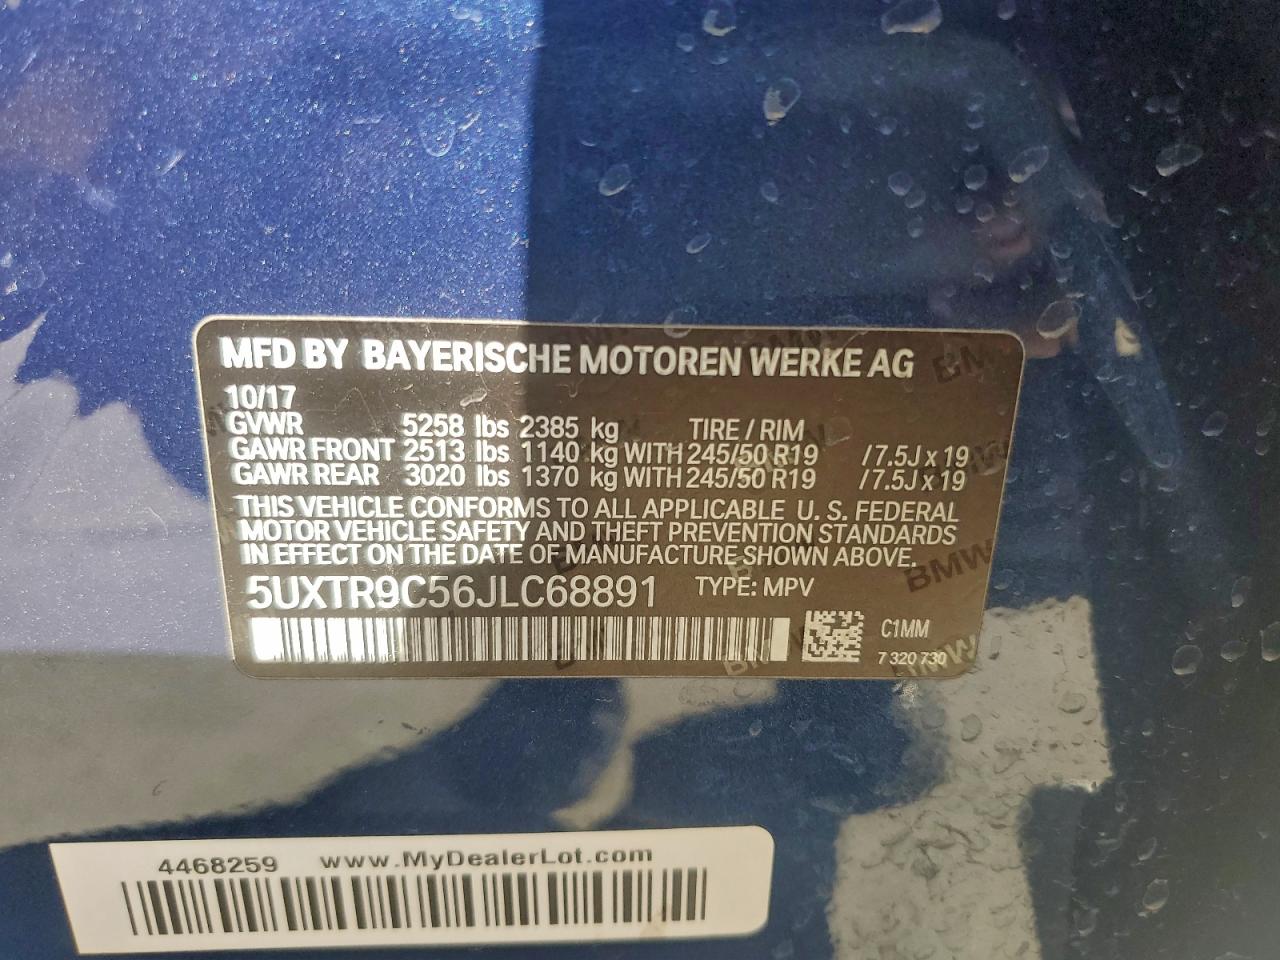 MFD BY BAYERISCHE MOTOREN WERKE AG
10/17
GVWR 5258 lbs 2385 kg TIRE / RIM
GAWR FRONT 2513 lbs 1140 kg WITH 245/50 R19 /7.5J x 19
GAWR REAR 3020 lbs 1370 kg WITH 245/50 R19 /7.5J x 19
THIS VEHICLE CONFORMS TO ALL APPLICABLE U. S. FEDERAL
MOTOR VEHICLE SAFETY AND THEFT PREVENTION STANDARDS
IN EFFECT ON THE DATE OF MANUFACTURE SHOWN ABOVE.
5UXTR9C56JLC68891 TYPE: MPV
C1MM
7 320 730
4468259 www.MyDealerLot.com